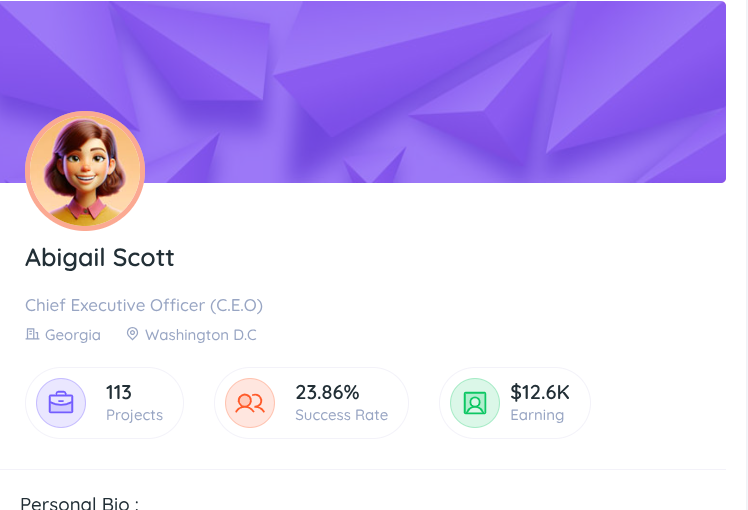 Abigail Scott
Chief Executive Officer (C.E.O)
Georgia Washington D.C
113 23.86% $12.6K
Projects Success Rate Earning
Personal Bio :